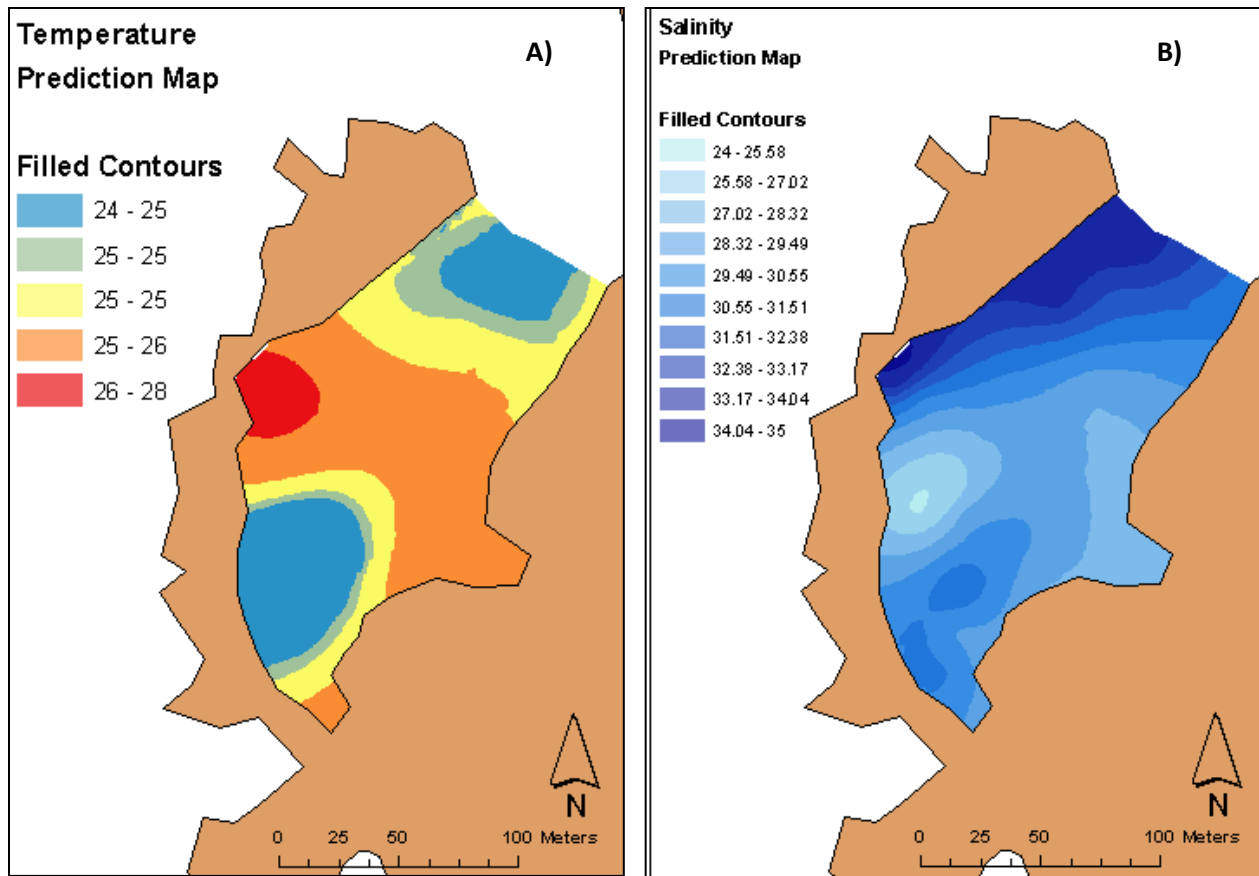 Temperature
Prediction Map
A)
Filled Contours
24 - 25
25 - 25
25 - 25
25 - 26
26 - 28
N
0 25 50 100 Meters
Salinity
Prediction Map
B)
Filled Contours
24 - 25.58
25.58 - 27.02
27.02 - 28.32
28.32 - 29.49
29.49 - 30.55
30.55 - 31.51
31.51 - 32.38
32.38 - 33.17
33.17 - 34.04
34.04 - 35
N
0 25 50 100 Meters